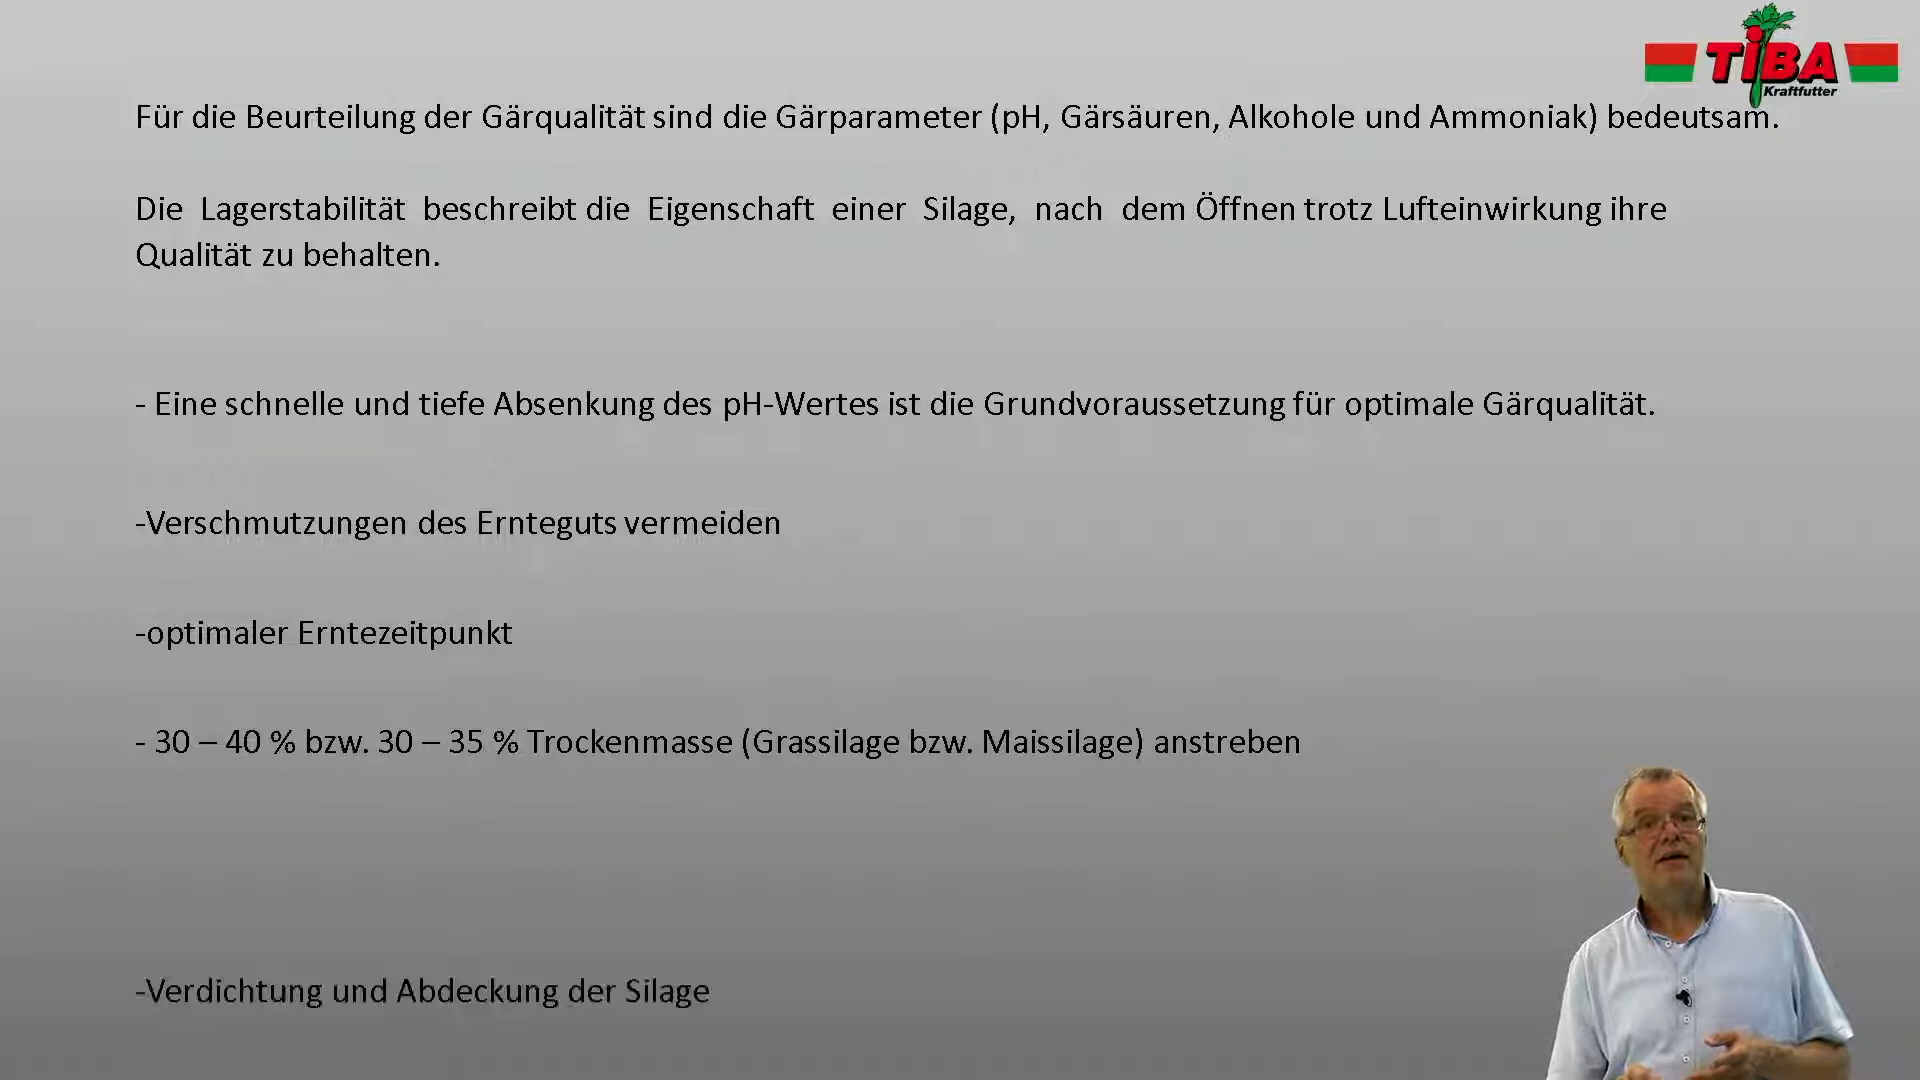 TiBA
Kraftfutter
Für die Beurteilung der Gärqualität sind die Gärparameter (pH, Gärsäuren, Alkohole und Ammoniak) bedeutsam.
Die Lagerstabilität beschreibt die Eigenschaft einer Silage, nach dem Öffnen trotz Lufteinwirkung ihre
Qualität zu behalten.
- Eine schnelle und tiefe Absenkung des pH-Wertes ist die Grundvoraussetzung für optimale Gärqualität.
-Verschmutzungen des Ernteguts vermeiden
-optimaler Erntezeitpunkt
- 30 – 40 % bzw. 30 – 35 % Trockenmasse (Grassilage bzw. Maissilage) anstreben
-Verdichtung und Abdeckung der Silage